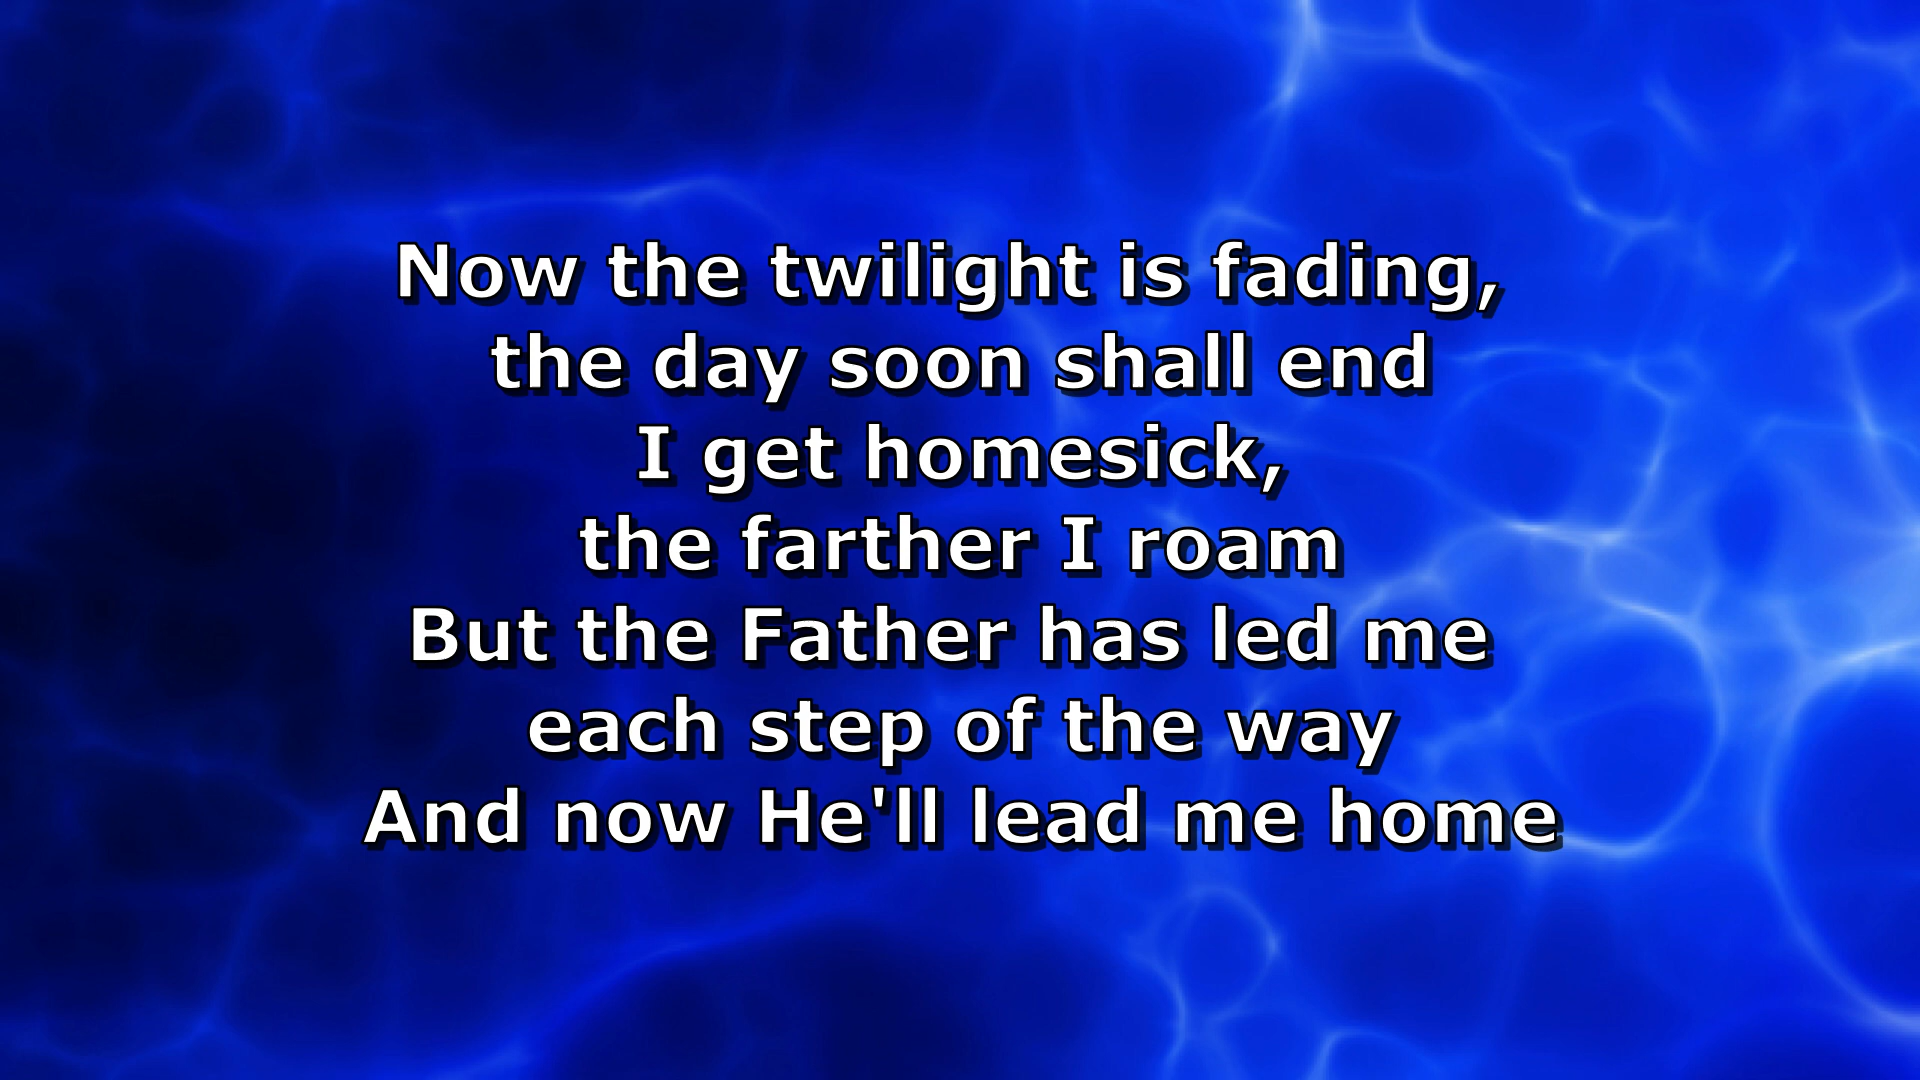 Now the twilight is fading,
the day soon shall end
I get homesick,
the farther I roam
But the Father has led me
each step of the way
And now He'll lead me home